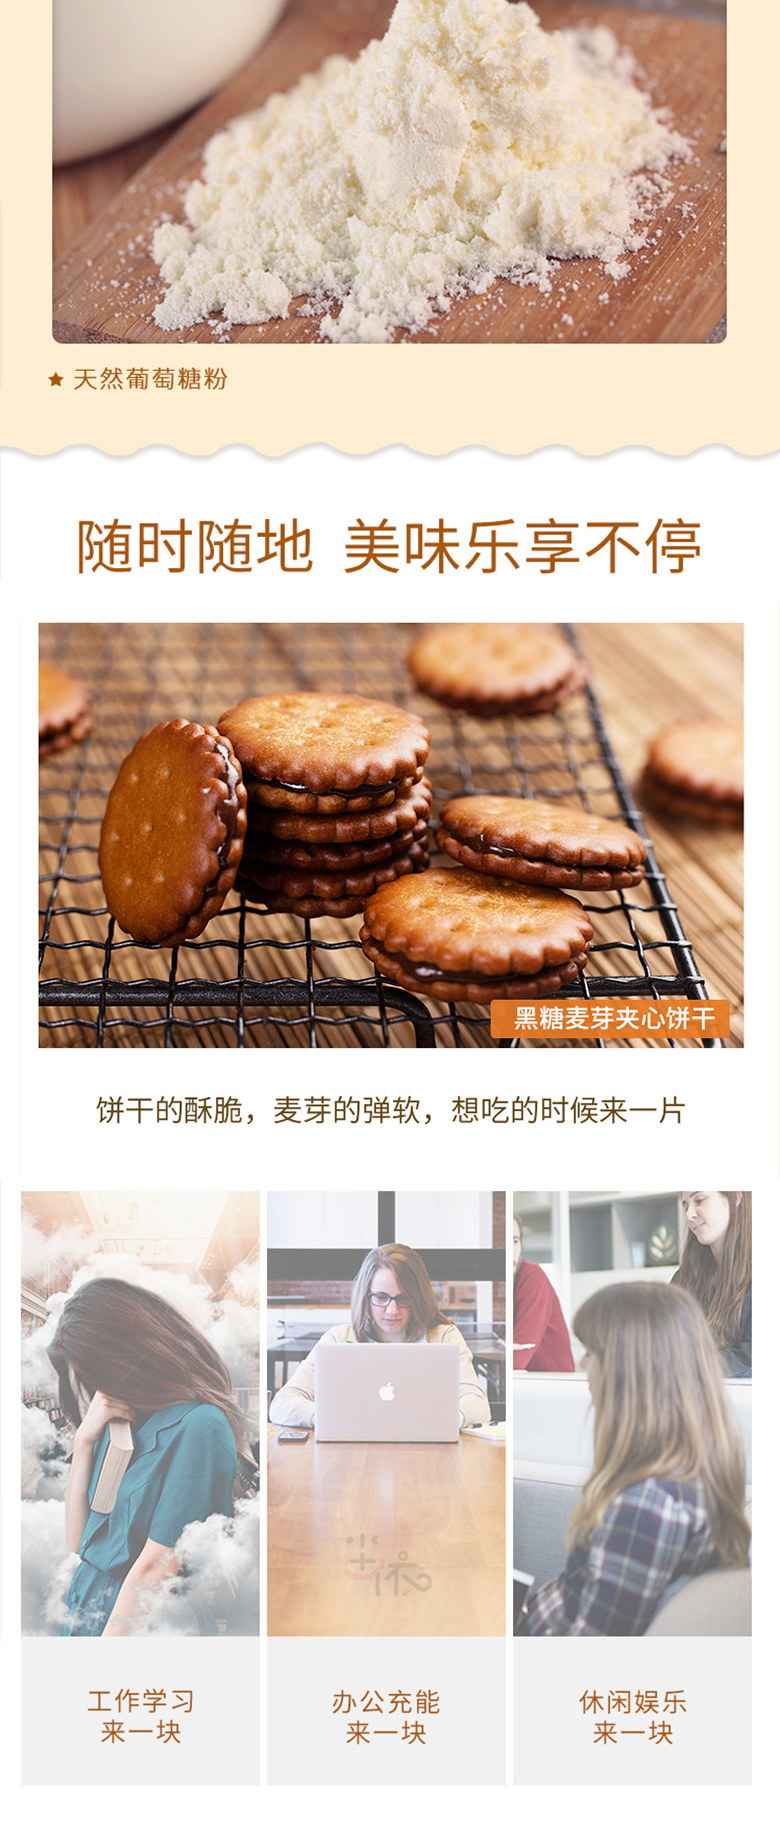 ★ 天然葡萄糖粉
随时随地 美味乐享不停
黑糖麦芽夹心饼干
饼干的酥脆，麦芽的弹软，想吃的时候来一片
工作学习
来一块
办公充能
来一块
休闲娱乐
来一块